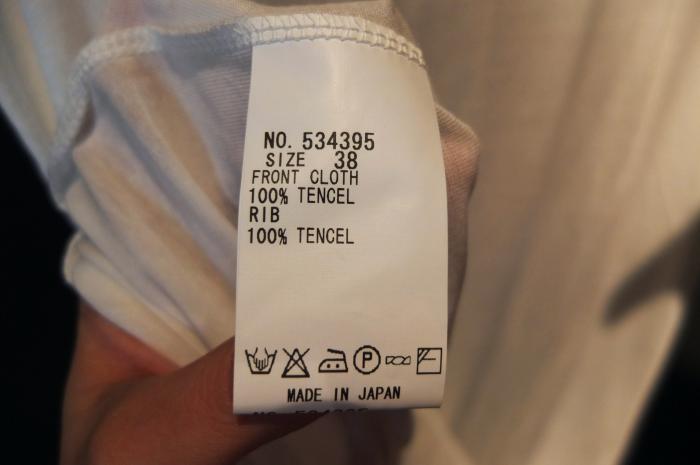 NO. 534395
SIZE 38
FRONT CLOTH
100% TENCEL
RIB
100% TENCEL
P
MADE IN JAPAN